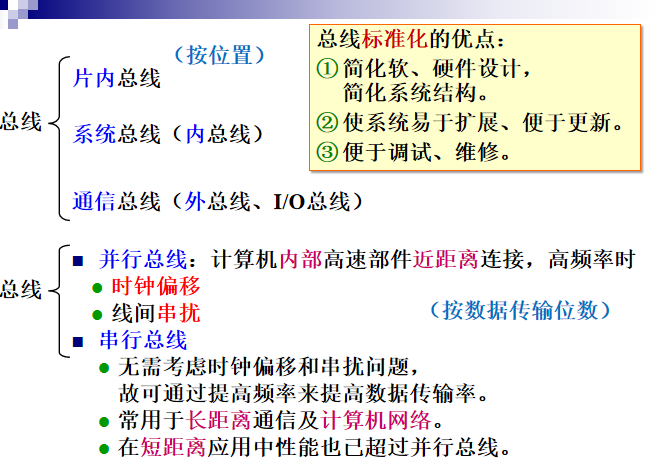 （按位置）
总线标准化的优点：
①简化软、硬件设计，
简化系统结构。
②使系统易于扩展、便于更新。
③便于调试、维修。
总线
片内总线
系统总线（内总线）
通信总线（外总线、I/O总线）
总线
■ 并行总线：计算机内部高速部件近距离连接，高频率时
● 时钟偏移
● 线间串扰
（按数据传输位数）
■ 串行总线
● 无需考虑时钟偏移和串扰问题，
故可通过提高频率来提高数据传输率。
● 常用于长距离通信及计算机网络。
● 在短距离应用中性能也已超过并行总线。